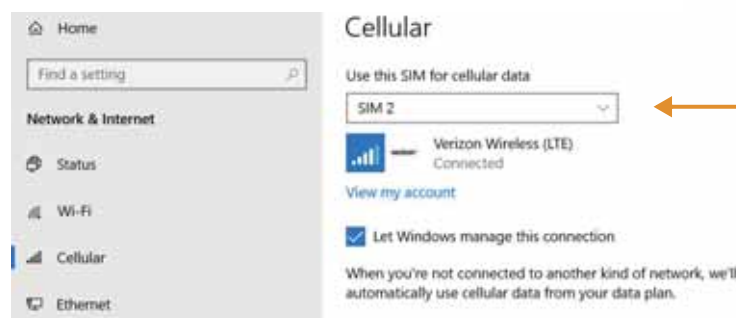 Home
Find a setting
Network & Internet
Status
Wi-Fi
Cellular
Ethernet
Cellular
Use this SIM for cellular data
SIM 2
Verizon Wireless (LTE)
Connected
View my account
Let Windows manage this connection
When you're not connected to another kind of network, we'll
automatically use cellular data from your data plan.